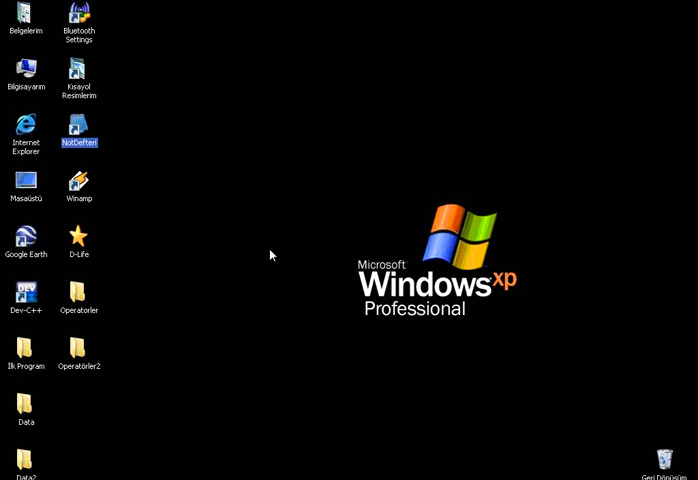 Belgelerim
Bluetooth
Settings
Bilgisayarım
Kısayol
Resimlerim
Internet
Explorer
NotDefteri
Masaüstü
Winamp
Google Earth
D-Life
DEV
Dev-C++
Operatorler
İlk Program
Operatörler2
Data
Data2
Microsoft
Windows xp
Professional
Geri Dönüşüm